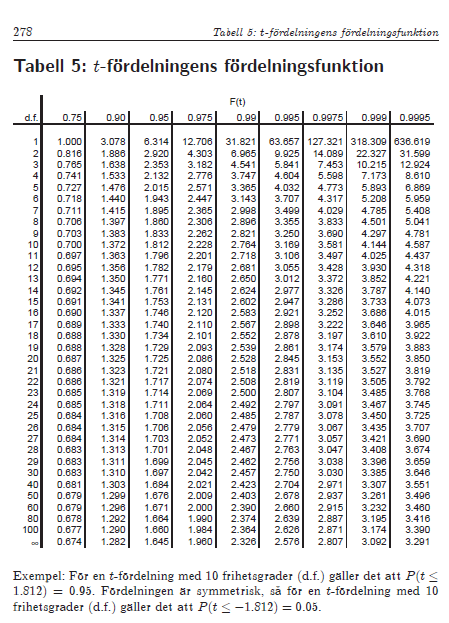 278 Tabell 5: t-fördelningens fördelningsfunktion
Tabell 5: t-fördelningens fördelningsfunktion
F(t)
d.f. 0.75 0.90 0.95 0.975 0.99 0.995 0.9975 0.999 0.9995
1 1.000 3.078 6.314 12.706 31.821 63.657 127.321 318.309 636.619
2 0.816 1.886 2.920 4.303 6.965 9.925 14.089 22.327 31.599
3 0.765 1.638 2.353 3.182 4.541 5.841 7.453 10.215 12.924
4 0.741 1.533 2.132 2.776 3.747 4.604 5.598 7.173 8.610
5 0.727 1.476 2.015 2.571 3.365 4.032 4.773 5.893 6.869
6 0.718 1.440 1.943 2.447 3.143 3.707 4.317 5.208 5.959
7 0.711 1.415 1.895 2.365 2.998 3.499 4.029 4.785 5.408
8 0.706 1.397 1.860 2.306 2.896 3.355 3.833 4.501 5.041
9 0.703 1.383 1.833 2.262 2.821 3.250 3.690 4.297 4.781
10 0.700 1.372 1.812 2.228 2.764 3.169 3.581 4.144 4.587
11 0.697 1.363 1.796 2.201 2.718 3.106 3.497 4.025 4.437
12 0.695 1.356 1.782 2.179 2.681 3.055 3.428 3.930 4.318
13 0.694 1.350 1.771 2.160 2.650 3.012 3.372 3.852 4.221
14 0.692 1.345 1.761 2.145 2.624 2.977 3.326 3.787 4.140
15 0.691 1.341 1.753 2.131 2.602 2.947 3.286 3.733 4.073
16 0.690 1.337 1.746 2.120 2.583 2.921 3.252 3.686 4.015
17 0.689 1.333 1.740 2.110 2.567 2.898 3.222 3.646 3.965
18 0.688 1.330 1.734 2.101 2.552 2.878 3.197 3.610 3.922
19 0.688 1.328 1.729 2.093 2.539 2.861 3.174 3.579 3.883
20 0.687 1.325 1.725 2.086 2.528 2.845 3.153 3.552 3.850
21 0.686 1.323 1.721 2.080 2.518 2.831 3.135 3.527 3.819
22 0.686 1.321 1.717 2.074 2.508 2.819 3.119 3.505 3.792
23 0.685 1.319 1.714 2.069 2.500 2.807 3.104 3.485 3.768
24 0.685 1.318 1.711 2.064 2.492 2.797 3.091 3.467 3.745
25 0.684 1.316 1.708 2.060 2.485 2.787 3.078 3.450 3.725
26 0.684 1.315 1.706 2.056 2.479 2.779 3.067 3.435 3.707
27 0.684 1.314 1.703 2.052 2.473 2.771 3.057 3.421 3.690
28 0.683 1.313 1.701 2.048 2.467 2.763 3.047 3.408 3.674
29 0.683 1.311 1.699 2.045 2.462 2.756 3.038 3.396 3.659
30 0.683 1.310 1.697 2.042 2.457 2.750 3.030 3.385 3.646
40 0.681 1.303 1.684 2.021 2.423 2.704 2.971 3.307 3.551
50 0.679 1.299 1.676 2.009 2.403 2.678 2.937 3.261 3.496
60 0.679 1.296 1.671 2.000 2.390 2.660 2.915 3.232 3.460
80 0.678 1.292 1.664 1.990 2.374 2.639 2.887 3.195 3.416
100 0.677 1.290 1.660 1.984 2.364 2.626 2.871 3.174 3.390
∞ 0.674 1.282 1.645 1.960 2.326 2.576 2.807 3.092 3.291
Exempel: För en t-fördelning med 10 frihetsgrader (d.f.) gäller det att P(t ≤
1.812) = 0.95. Fördelningen är symmetrisk, så för en t-fördelning med 10
frihetsgrader (d.f.) gäller det att P(t ≤ −1.812) = 0.05.